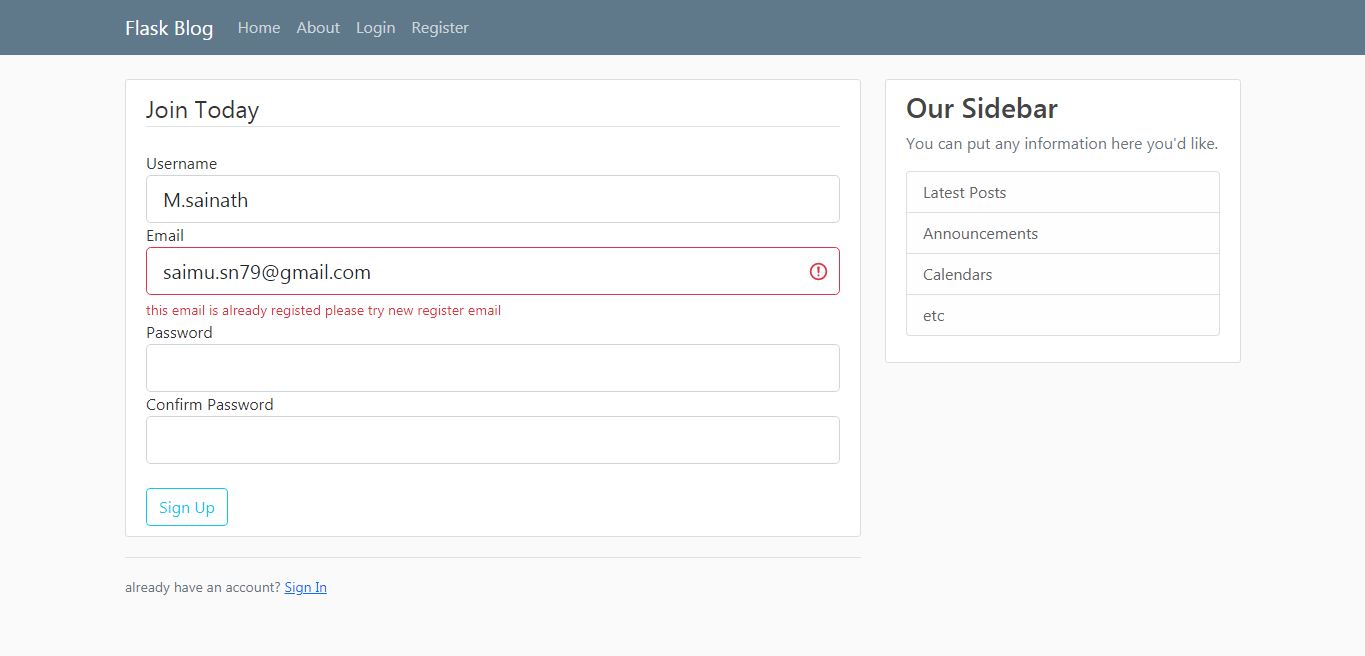 Flask Blog Home About Login Register
Join Today
Username
M.sainath
Email
saimu.sn79@gmail.com
this email is already registed please try new register email
Password
Confirm Password
Sign Up
already have an account? Sign In
Our Sidebar
You can put any information here you'd like.
Latest Posts
Announcements
Calendars
etc